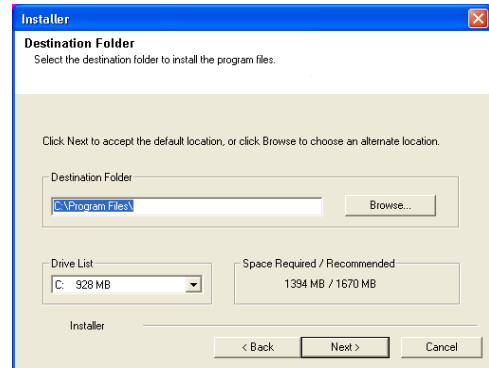 Installer
Destination Folder
Select the destination folder to install the program files.
Click Next to accept the default location, or click Browse to choose an alternate location.
Destination Folder
C:\Program Files\
Browse...
Drive List
C: 928 MB
Space Required / Recommended
1394 MB / 1670 MB
Installer
< Back
Next >
Cancel